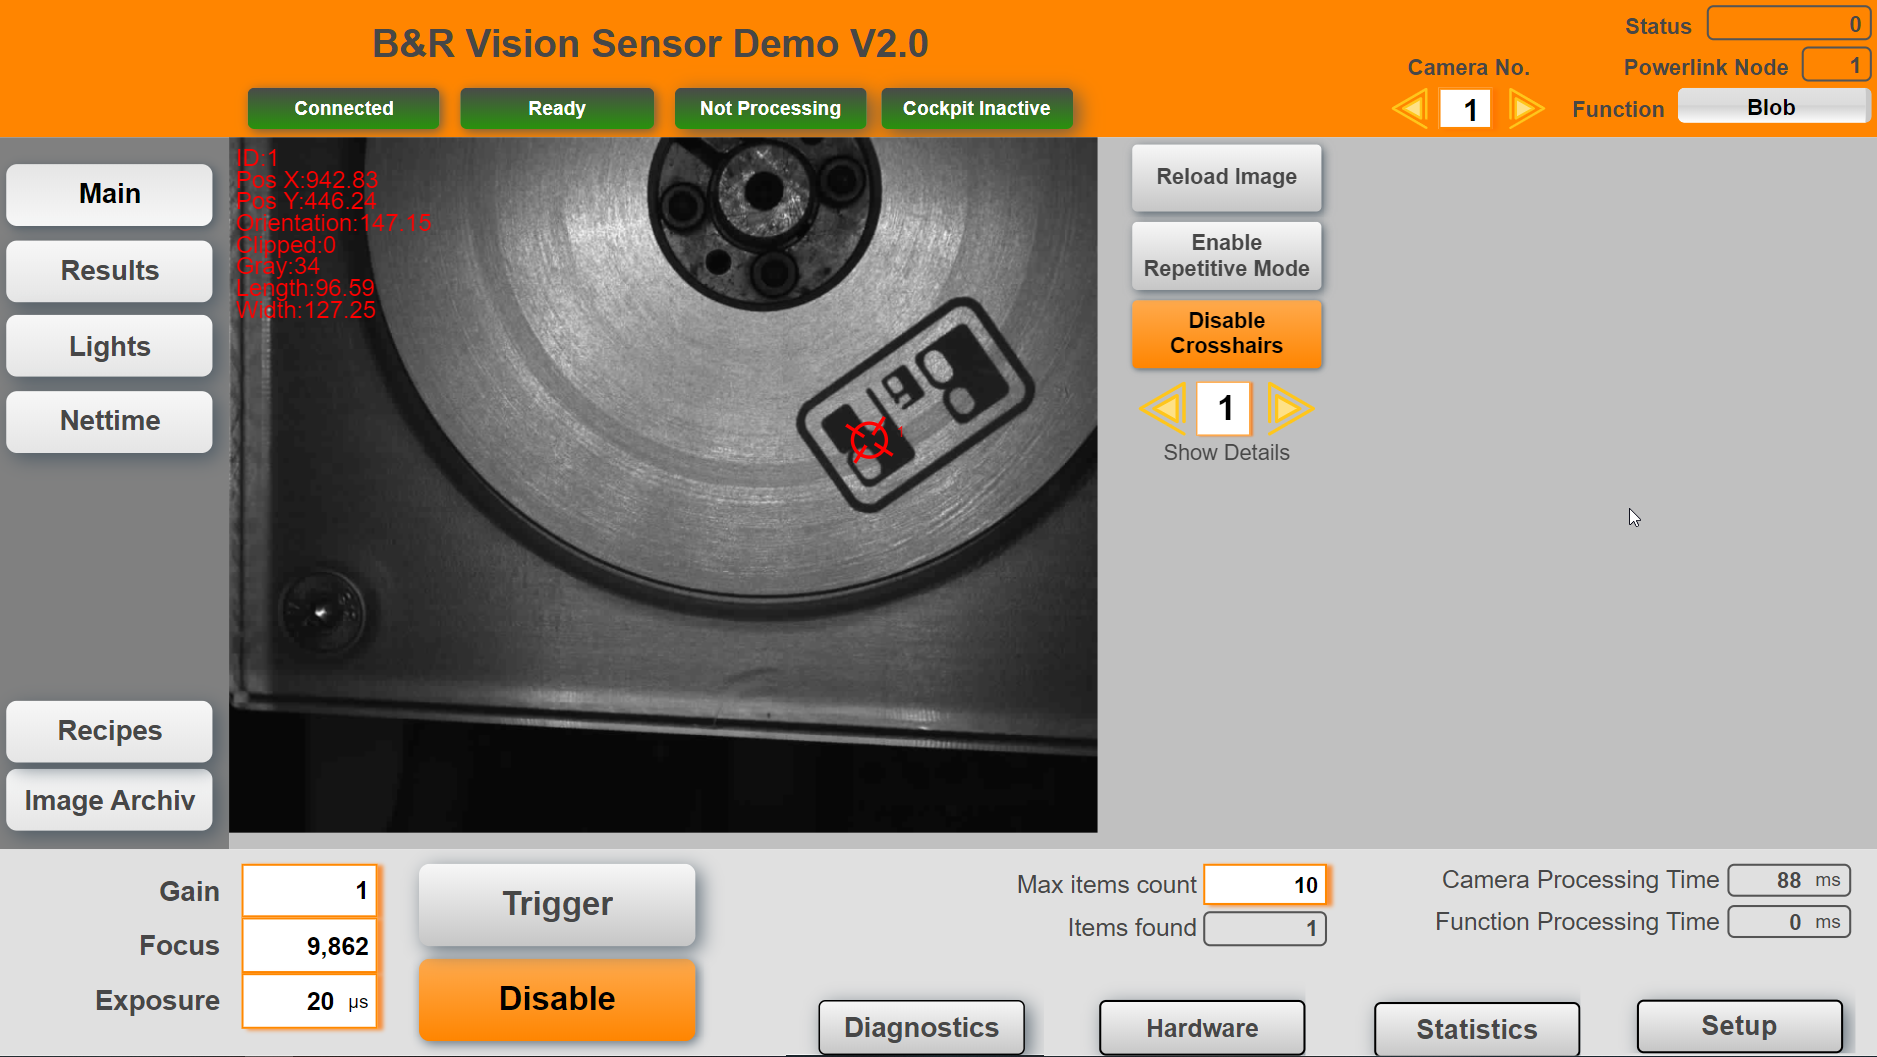 B&R Vision Sensor Demo V2.0
Status 0
Camera No.
Powerlink Node 1
Connected
Ready
Not Processing
Cockpit Inactive
1
Function Blob
Main
Results
Lights
Nettime
Recipes
Image Archiv
ID:1
Pos X:942.83
Pos Y:446.24
Orientation:147.15
Clipped:0
Gray:34
Length:96.59
Width:127.25
1
Reload Image
Enable
Repetitive Mode
Disable
Crosshairs
1
Show Details
Gain 1
Focus 9,862
Exposure 20 µs
Trigger
Disable
Max items count 10
Items found 1
Camera Processing Time 88 ms
Function Processing Time 0 ms
Diagnostics
Hardware
Statistics
Setup